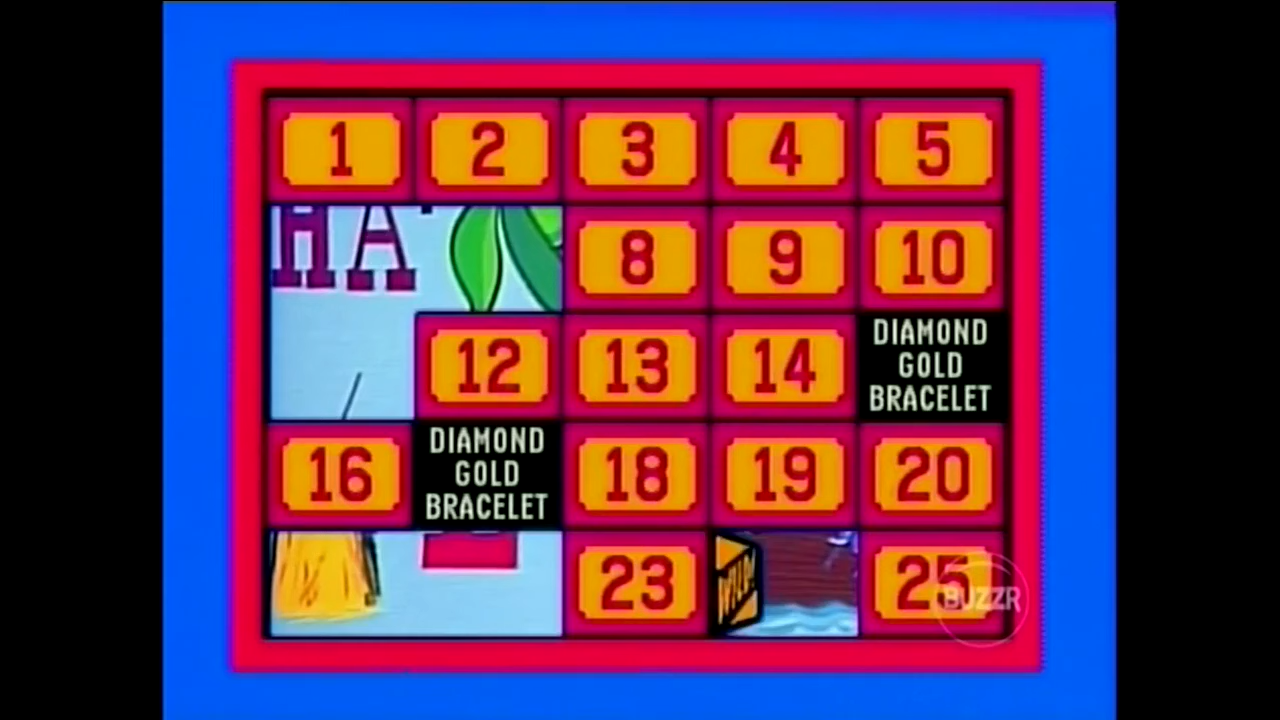 1 2 3 4 5
HA' 8 9 10
12 13 14 DIAMOND
GOLD
BRACELET
16 DIAMOND
GOLD
BRACELET
18 19 20
23 WILD! 25
BUZZR